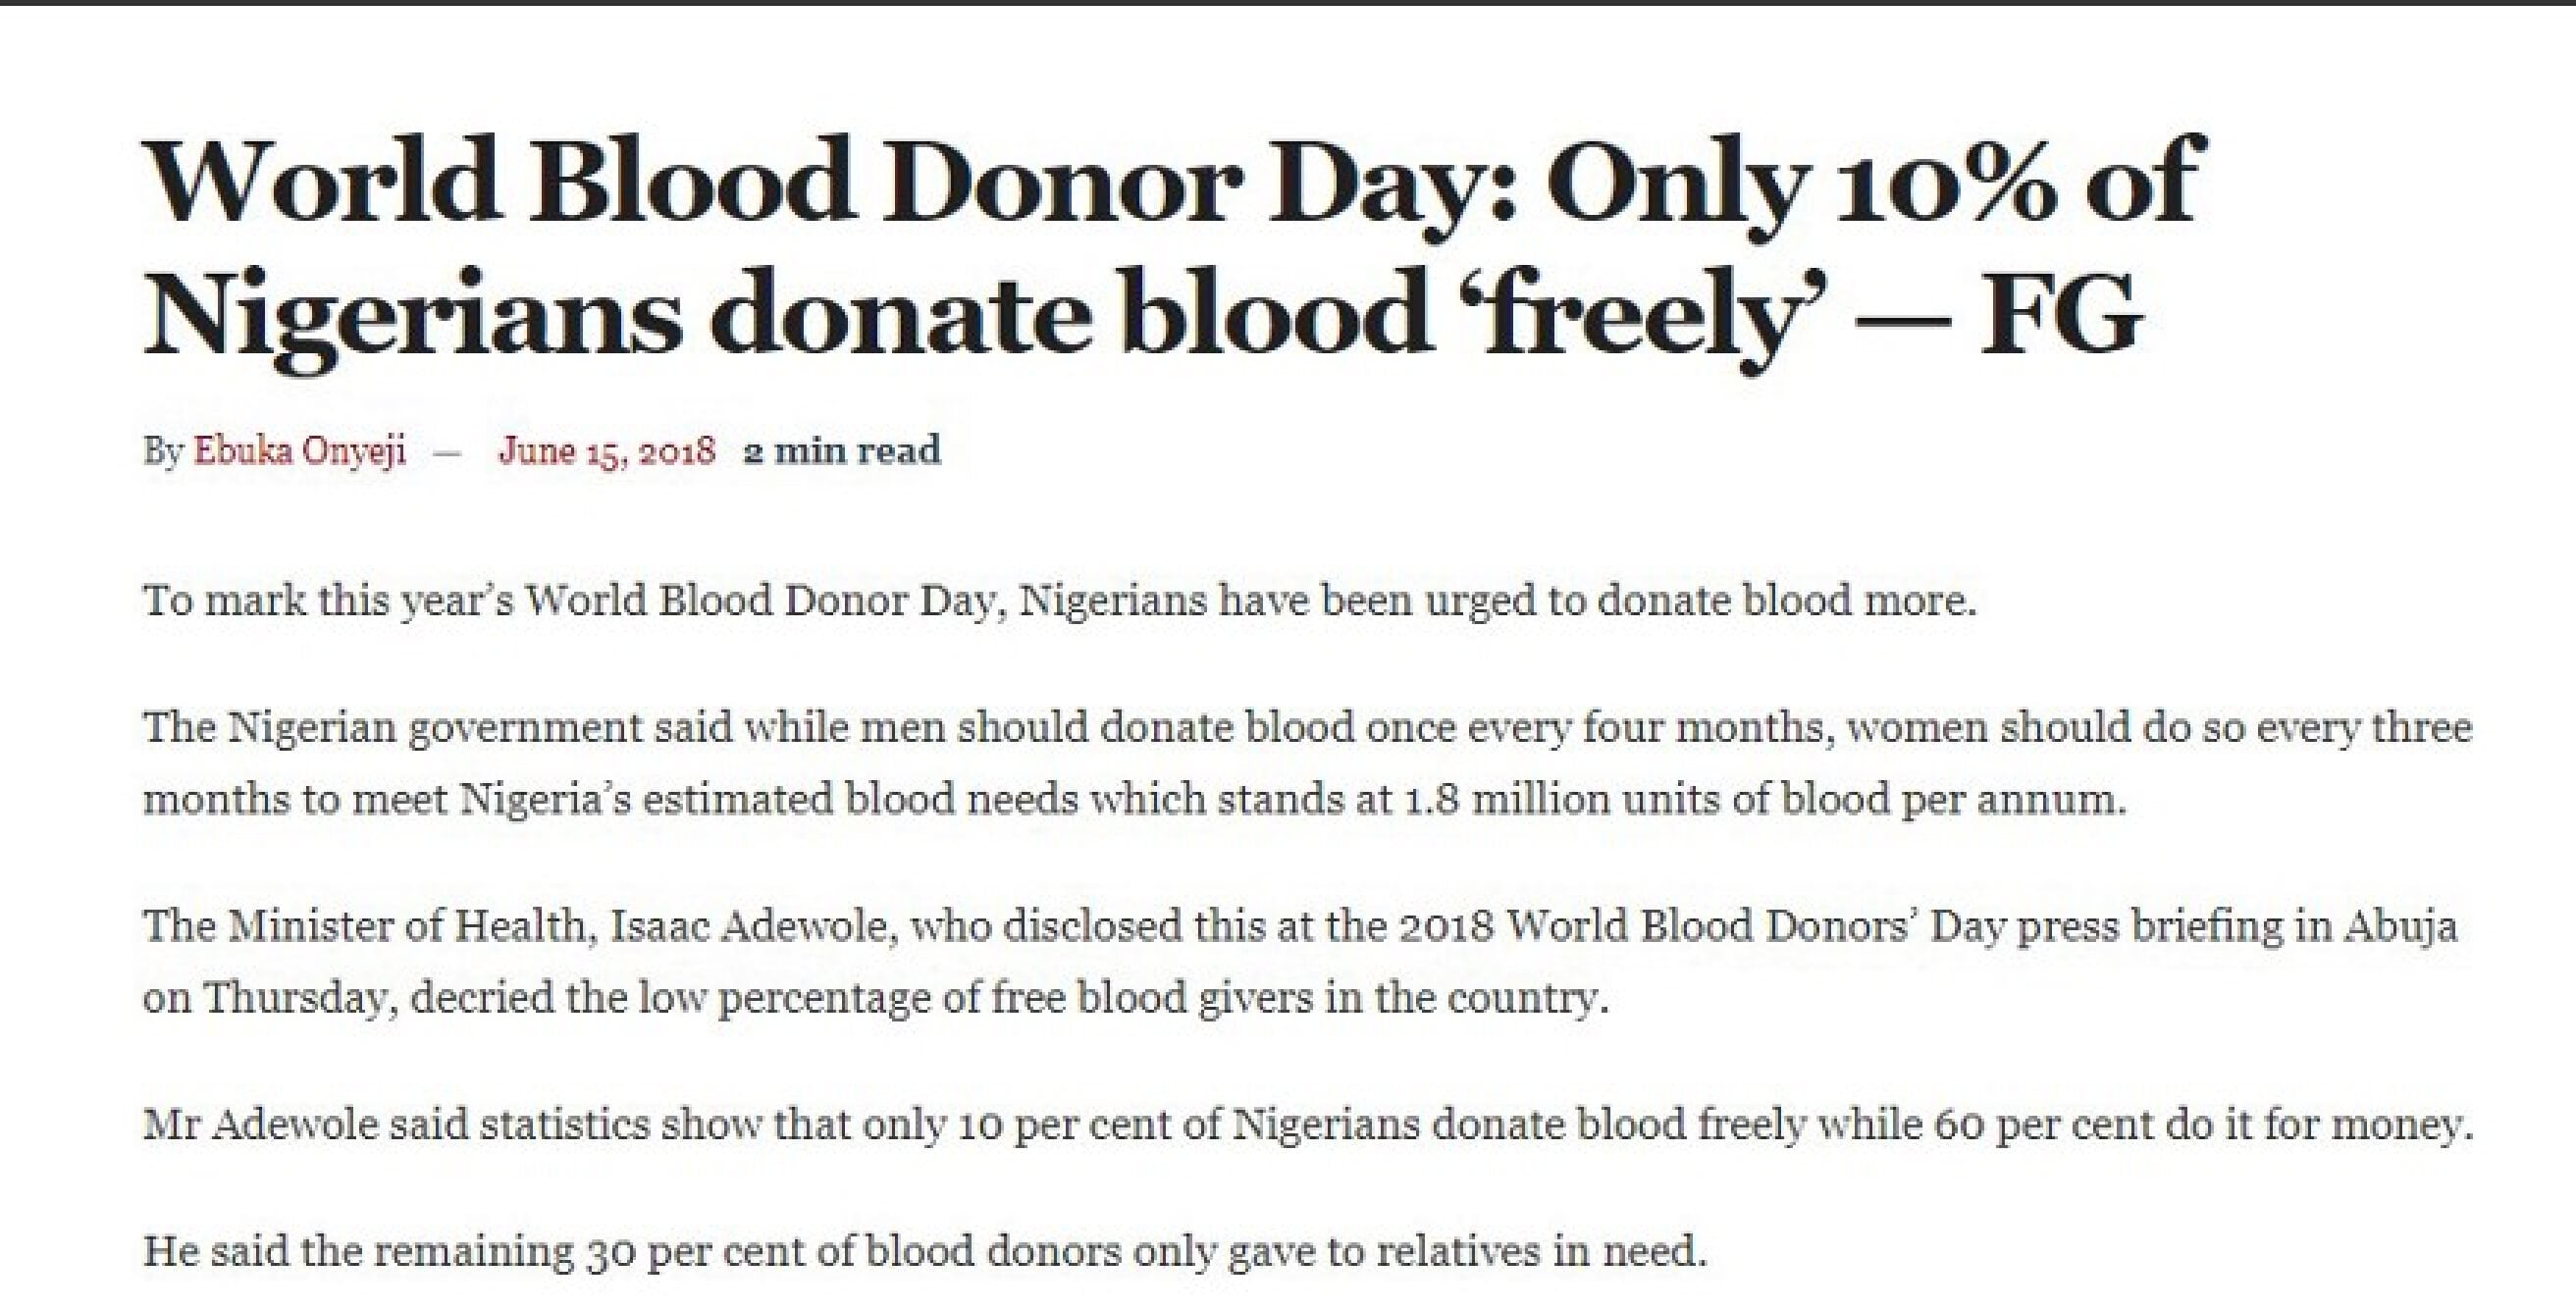 World Blood Donor Day: Only 10% of
Nigerians donate blood ‘freely’ — FG
By Ebuka Onyeji — June 15, 2018 2 min read
To mark this year’s World Blood Donor Day, Nigerians have been urged to donate blood more.
The Nigerian government said while men should donate blood once every four months, women should do so every three
months to meet Nigeria’s estimated blood needs which stands at 1.8 million units of blood per annum.
The Minister of Health, Isaac Adewole, who disclosed this at the 2018 World Blood Donors’ Day press briefing in Abuja
on Thursday, decried the low percentage of free blood givers in the country.
Mr Adewole said statistics show that only 10 per cent of Nigerians donate blood freely while 60 per cent do it for money.
He said the remaining 30 per cent of blood donors only gave to relatives in need.